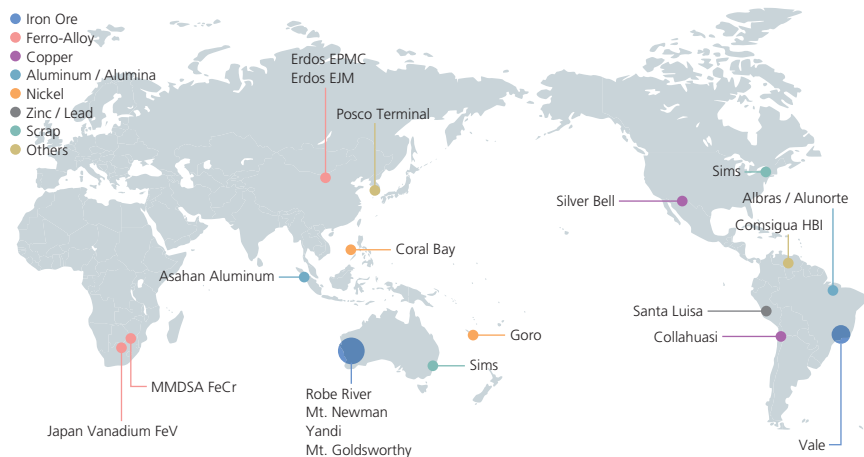 Iron Ore
Ferro-Alloy
Copper
Aluminum / Alumina
Nickel
Zinc / Lead
Scrap
Others
Erdos EPMC
Erdos EJM
Posco Terminal
Sims
Silver Bell
Albras / Alunorte
Comsigua HBI
Coral Bay
Asahan Aluminum
Santa Luisa
Goro
Collahuasi
Sims
MMDSA FeCr
Robe River
Mt. Newman
Yandi
Mt. Goldsworthy
Japan Vanadium FeV
Vale